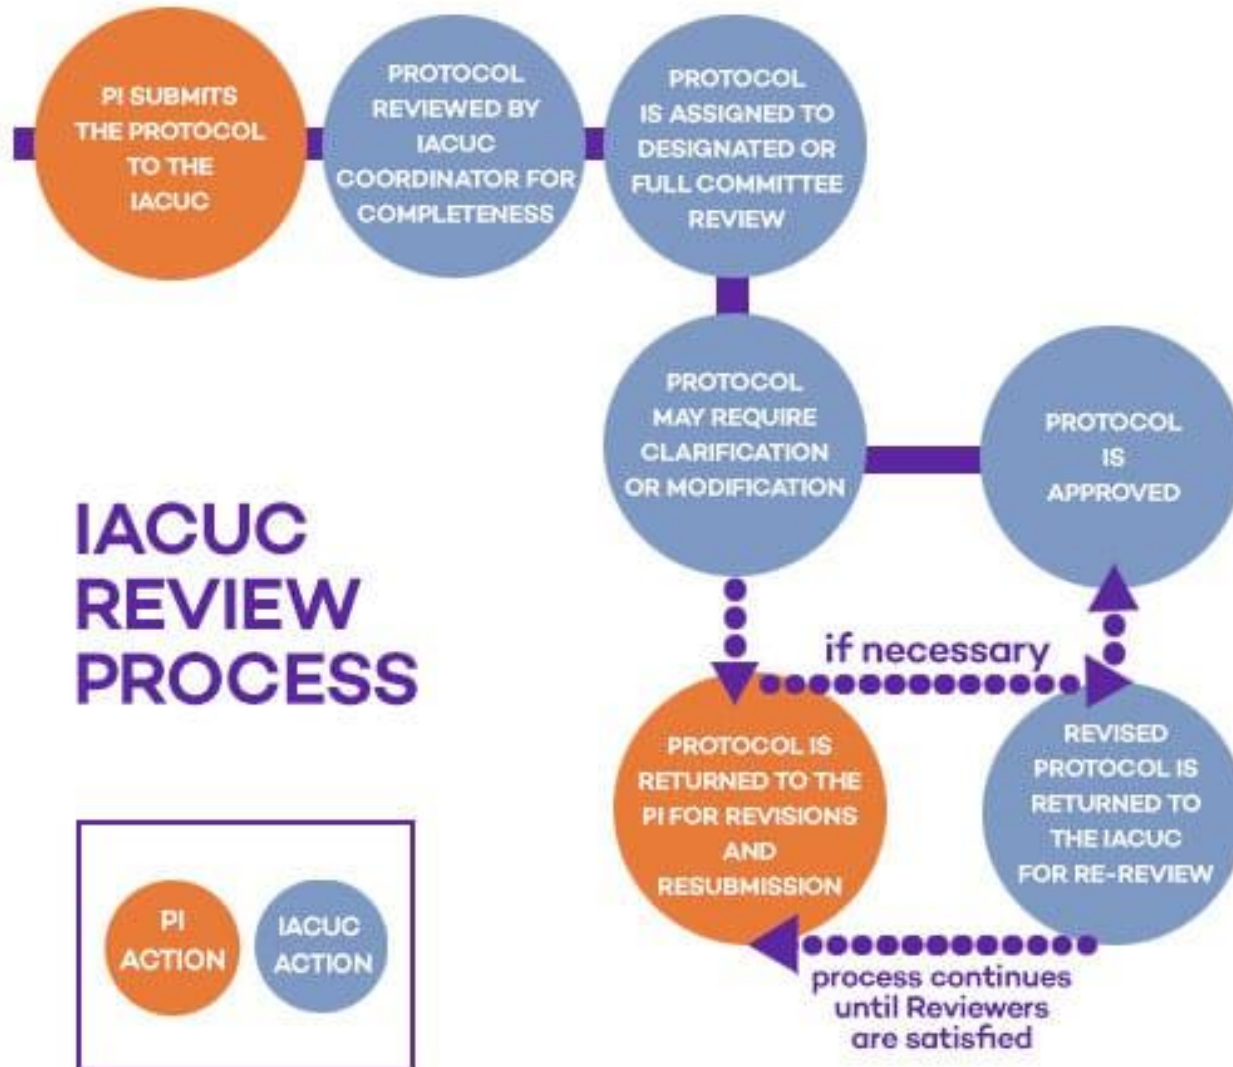 PI SUBMITS
THE PROTOCOL
TO THE
IACUC
PROTOCOL
REVIEWED BY
IACUC
COORDINATOR FOR
COMPLETENESS
PROTOCOL
IS ASSIGNED TO
DESIGNATED OR
FULL COMMITTEE
REVIEW
PROTOCOL
MAY REQUIRE
CLARIFICATION
OR MODIFICATION
PROTOCOL
IS
APPROVED
IACUC
REVIEW
PROCESS
if necessary
PROTOCOL IS
RETURNED TO THE
PI FOR REVISIONS
AND
RESUBMISSION
REVISED
PROTOCOL IS
RETURNED TO
THE IACUC
FOR RE-REVIEW
process continues
until Reviewers
are satisfied
PI
ACTION
IACUC
ACTION